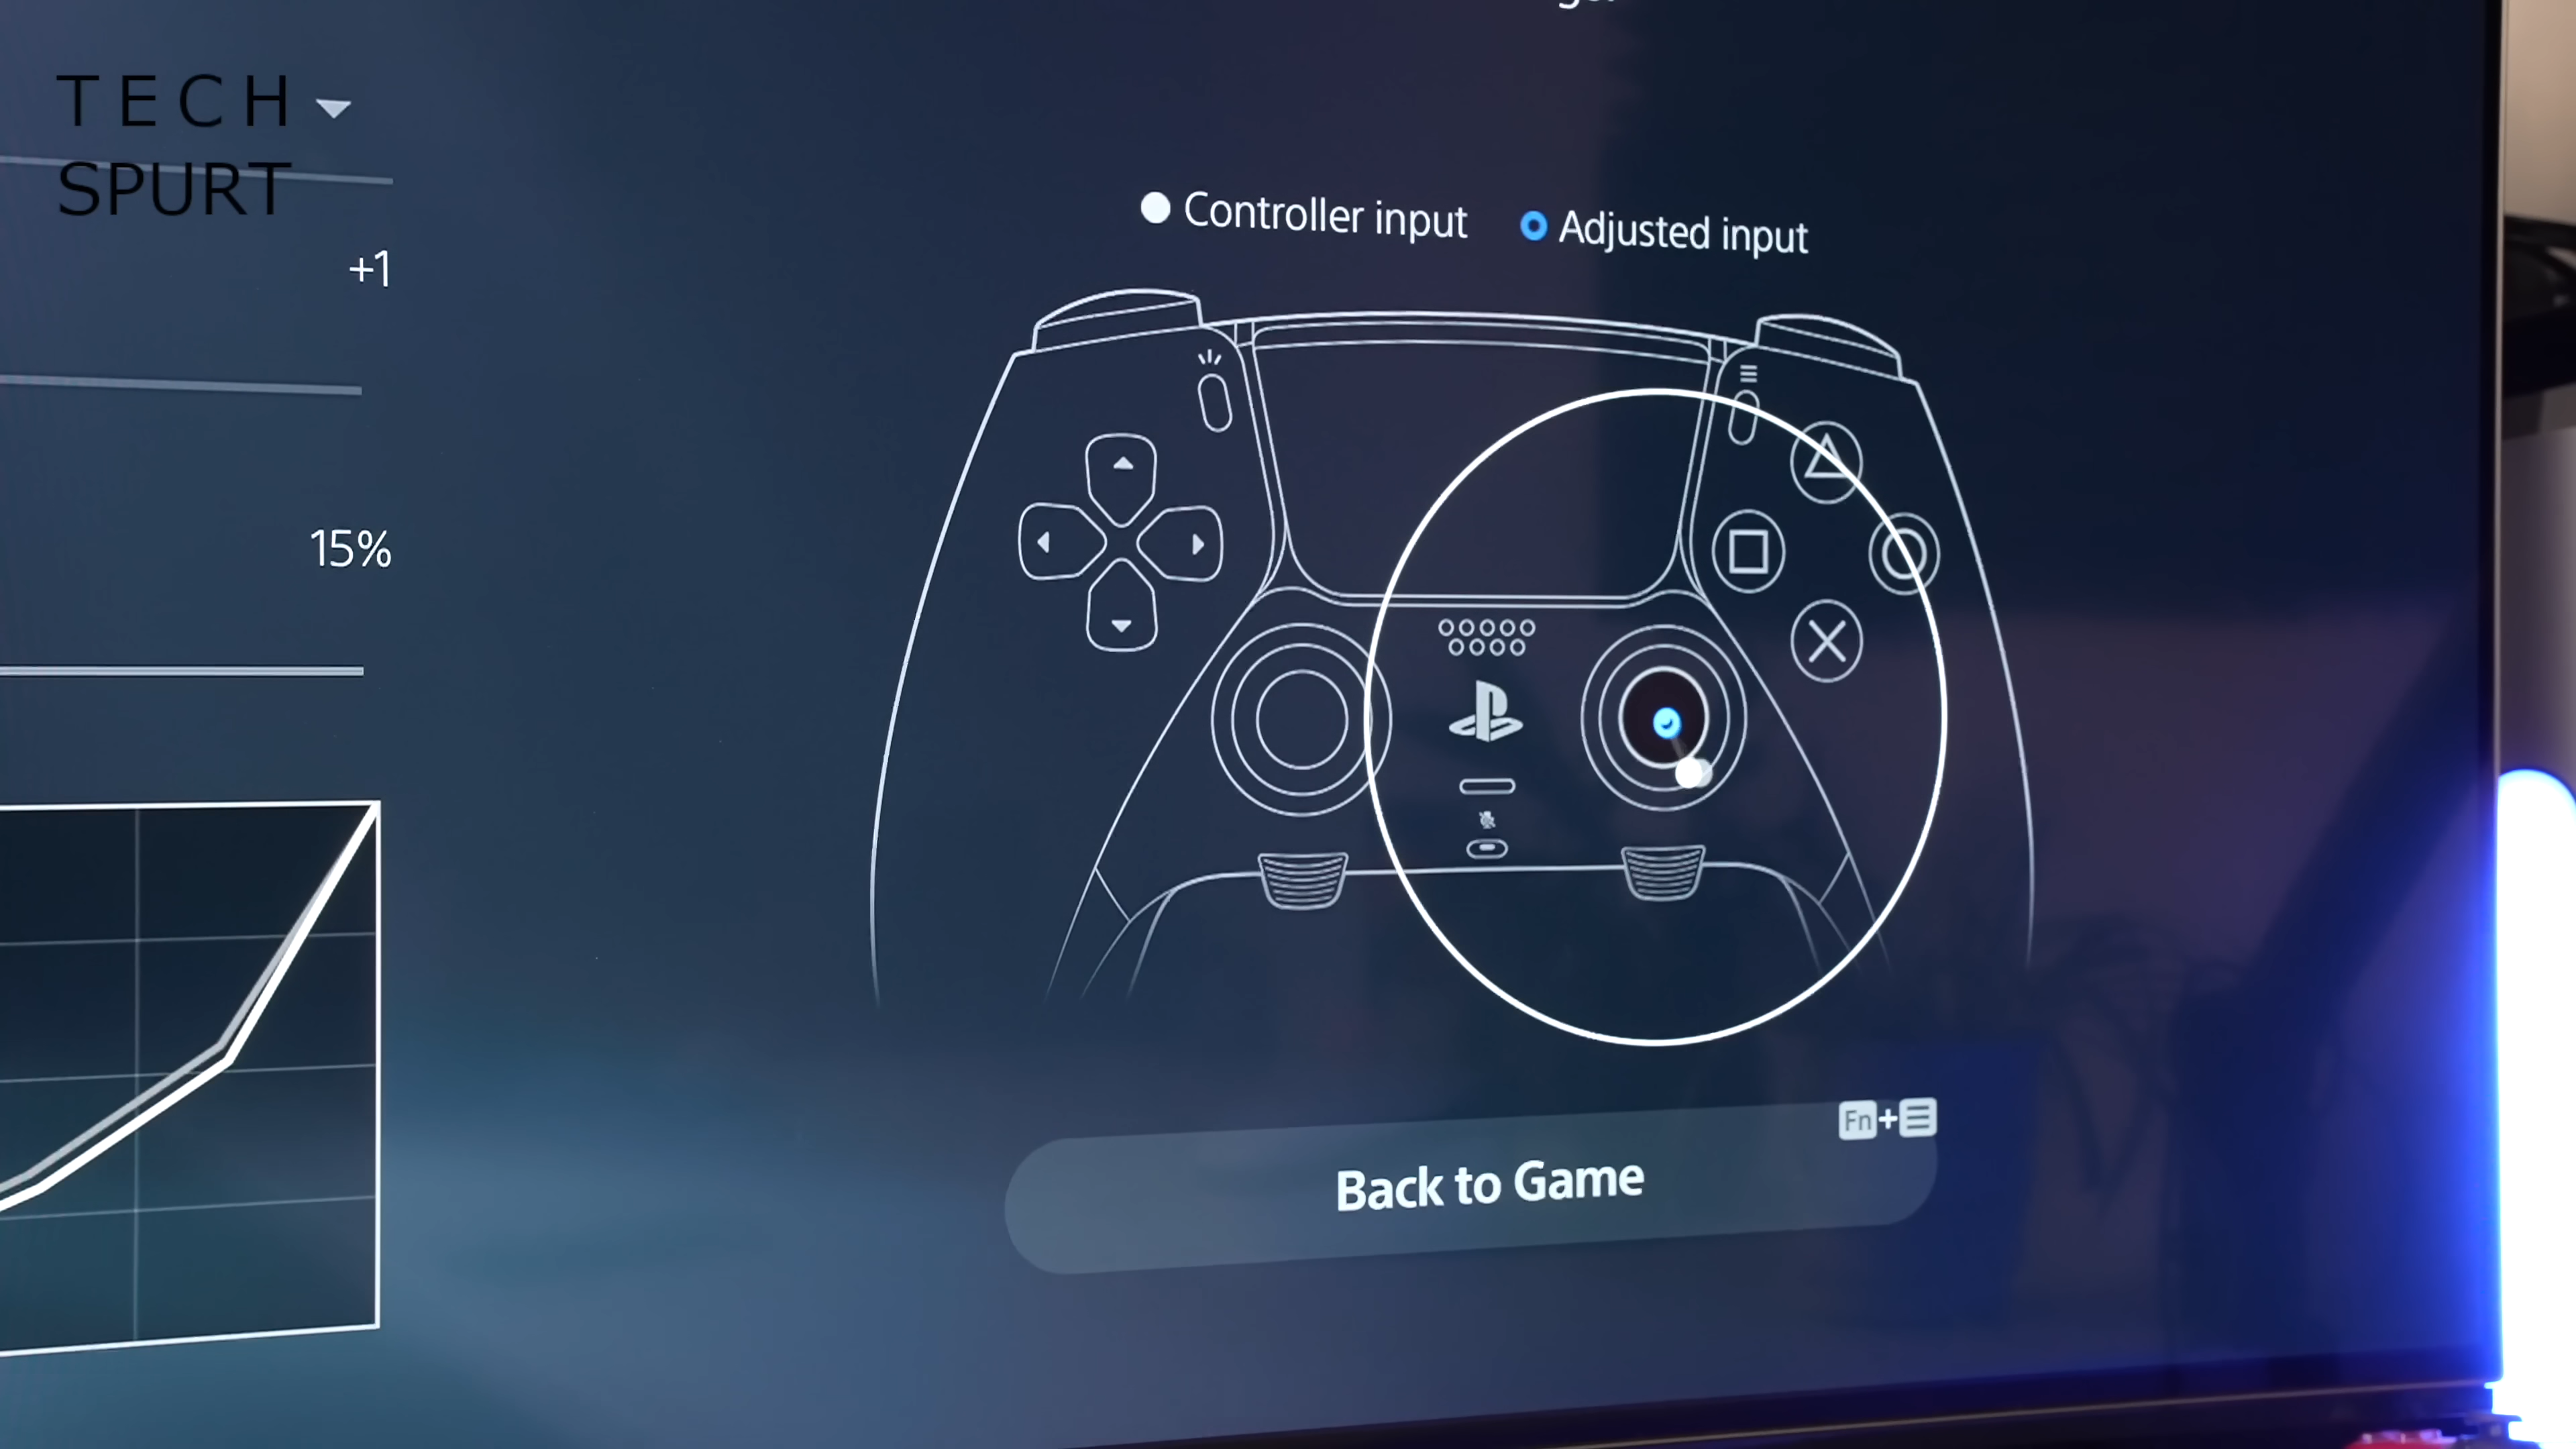 TECH
SPURT
+1
15%
Controller input
Adjusted input
Fn+
Back to Game